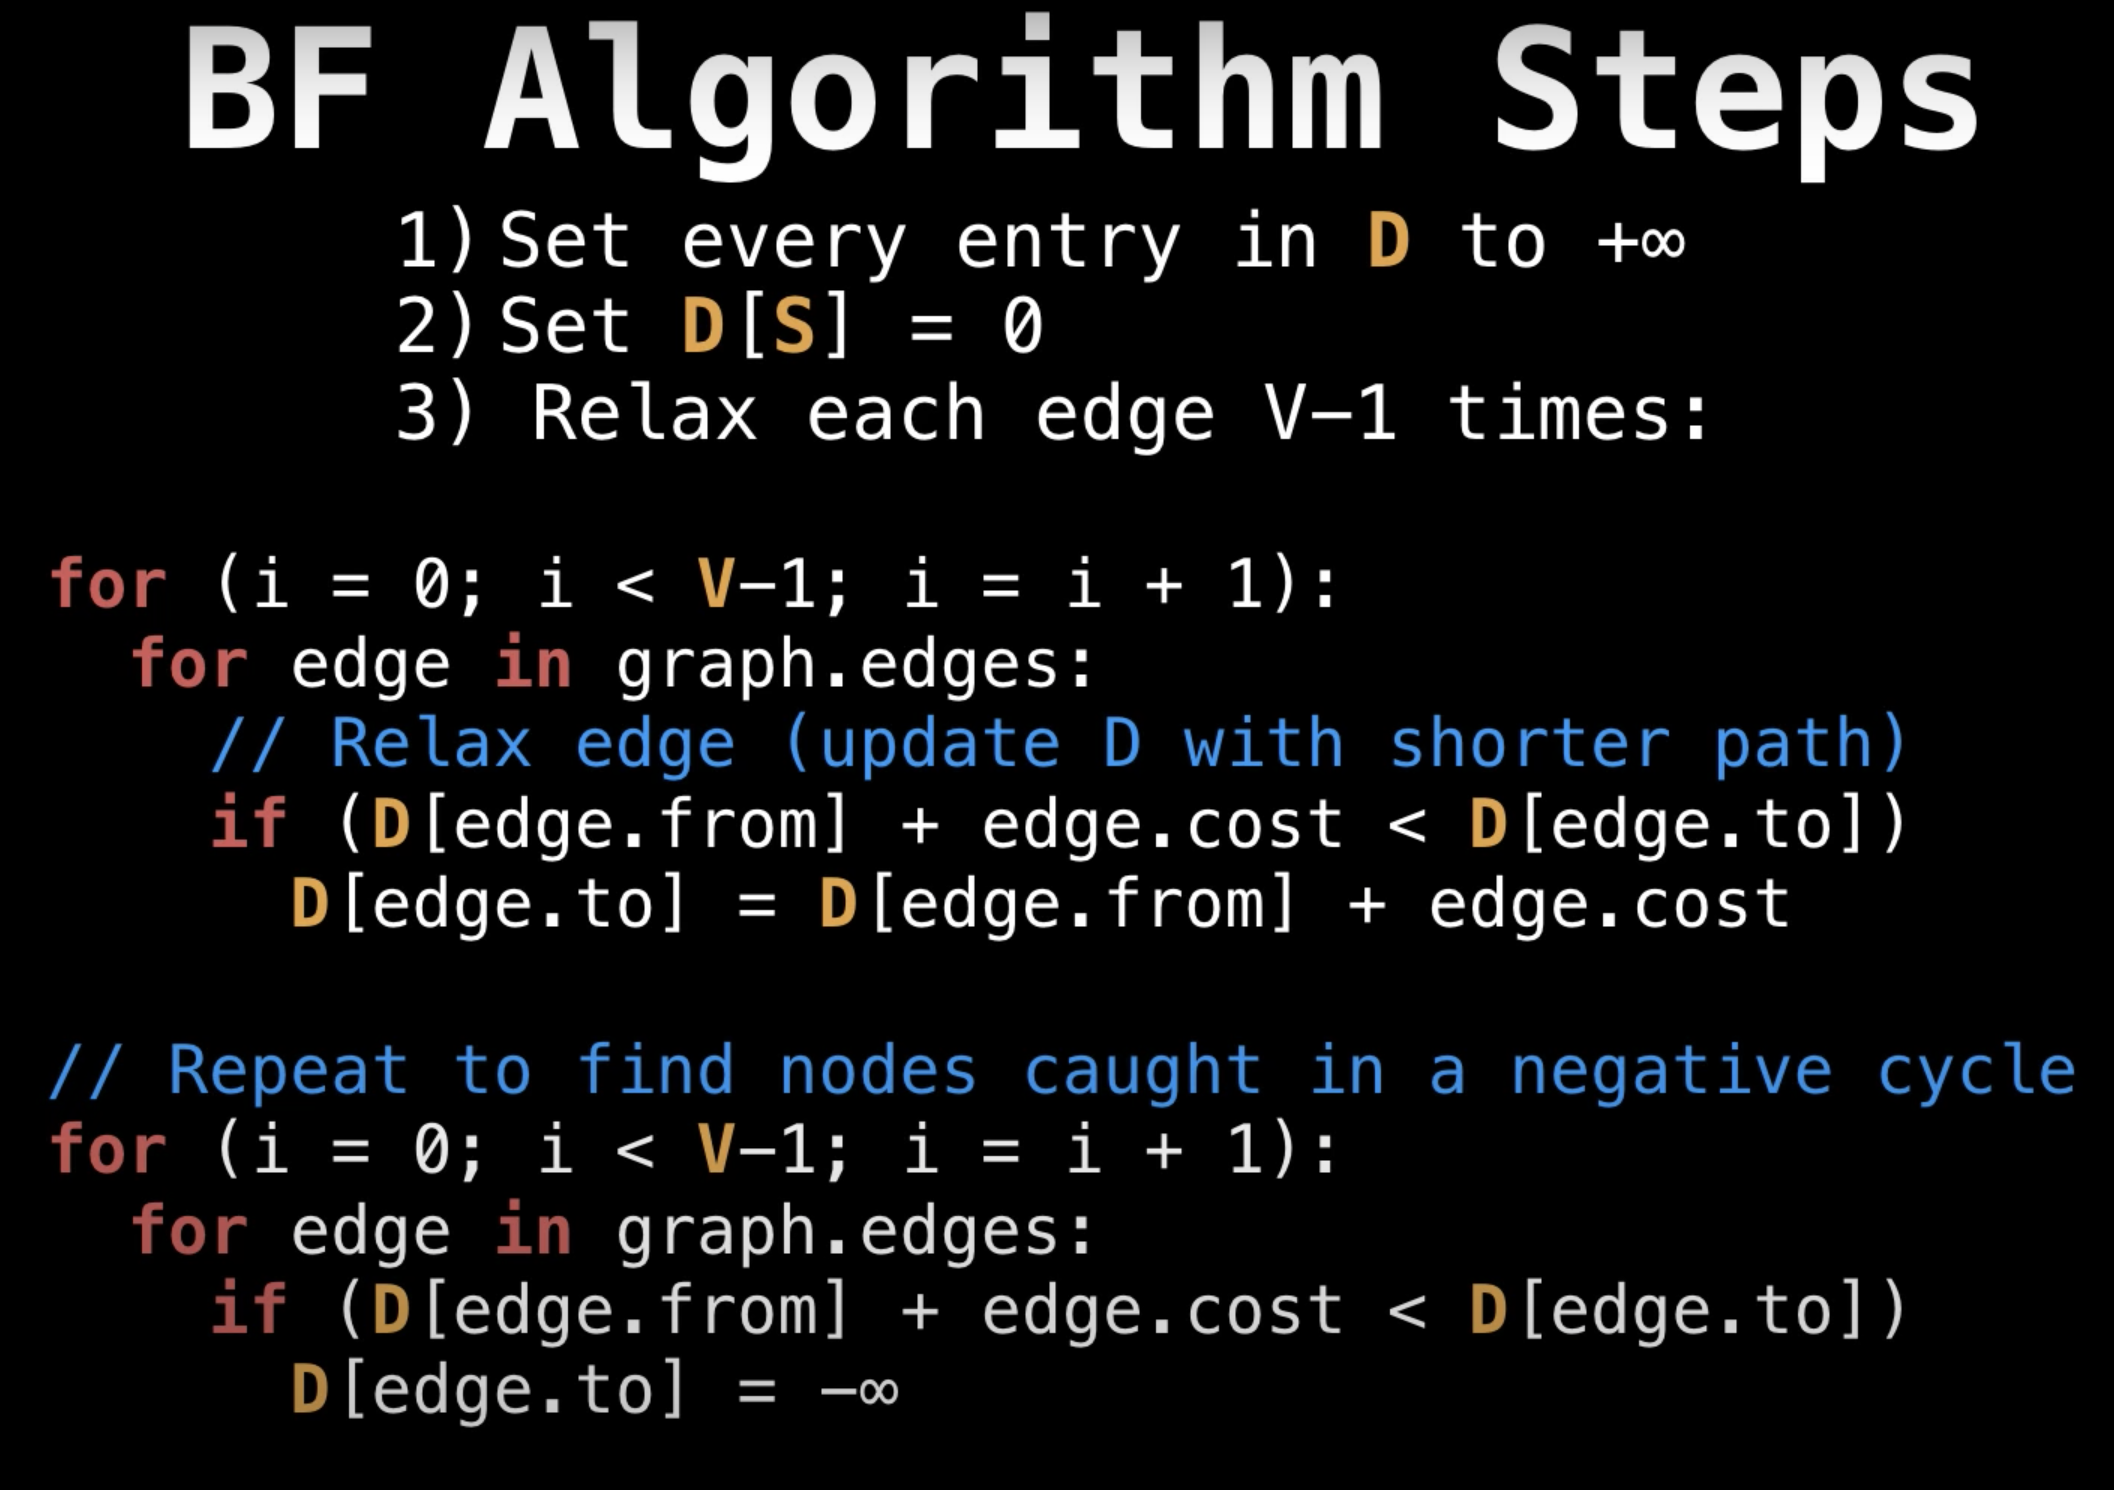 BF Algorithm Steps
1) Set every entry in D to +∞
2) Set D[S] = 0
3) Relax each edge V−1 times:
for (i = 0; i < V−1; i = i + 1):
for edge in graph.edges:
// Relax edge (update D with shorter path)
if (D[edge.from] + edge.cost < D[edge.to])
D[edge.to] = D[edge.from] + edge.cost
// Repeat to find nodes caught in a negative cycle
for (i = 0; i < V−1; i = i + 1):
for edge in graph.edges:
if (D[edge.from] + edge.cost < D[edge.to])
D[edge.to] = −∞